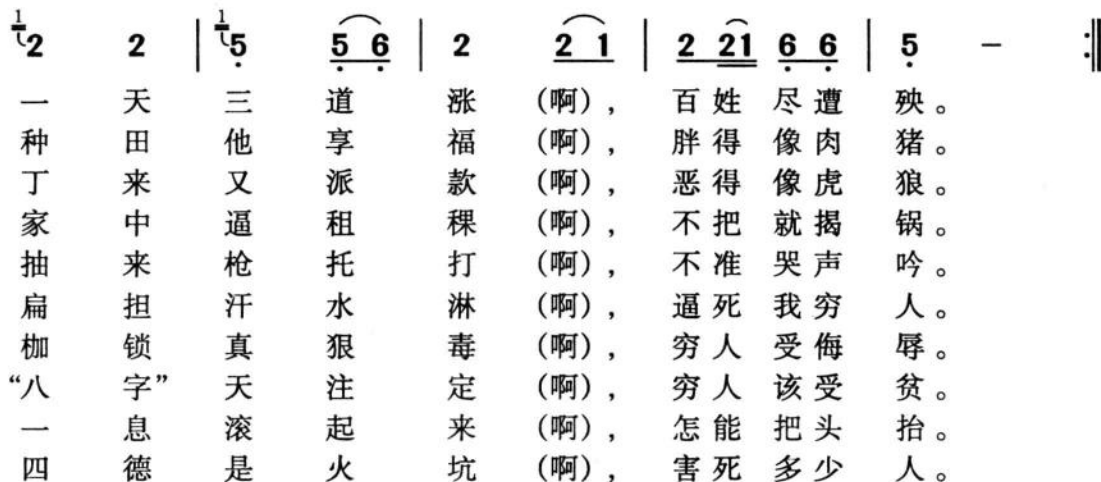 1 2 2 | 1 5 5 6 | 2 2 1 | 2 21 6 6 | 5 — :‖
一天三道涨(啊),百姓尽遭殃。
种田他享福(啊),胖得像肉猪。
丁来又派款(啊),恶得像虎狼。
家中逼租稞(啊),不把就揭锅。
抽来枪托打(啊),不准哭声吟。
扁担汗水淋(啊),逼死我穷人。
枷锁真狠毒(啊),穷人受侮辱。
“八字”天注定(啊),穷人该受贫。
一息滚起来(啊),怎能把头抬。
四德是火坑(啊),害死多少人。